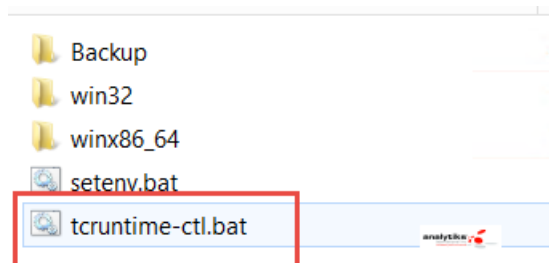 Backup
win32
winx86_64
setenv.bat
tcruntime-ctl.bat
analytiks